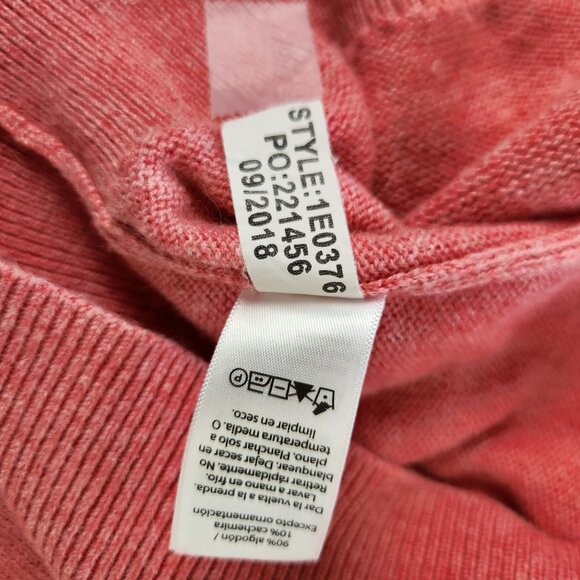 STYLE:1E0376
PO:221456
09/2018
90% algodón /
10% cachemira
Excepto ornamentación
Dar la vuelta a la prenda.
Lavar a mano en frío.
Retirar rápidamente. No
blanquear. Dejar secar en
plano. Planchar solo a
temperatura media. O
limpiar en seco.
P